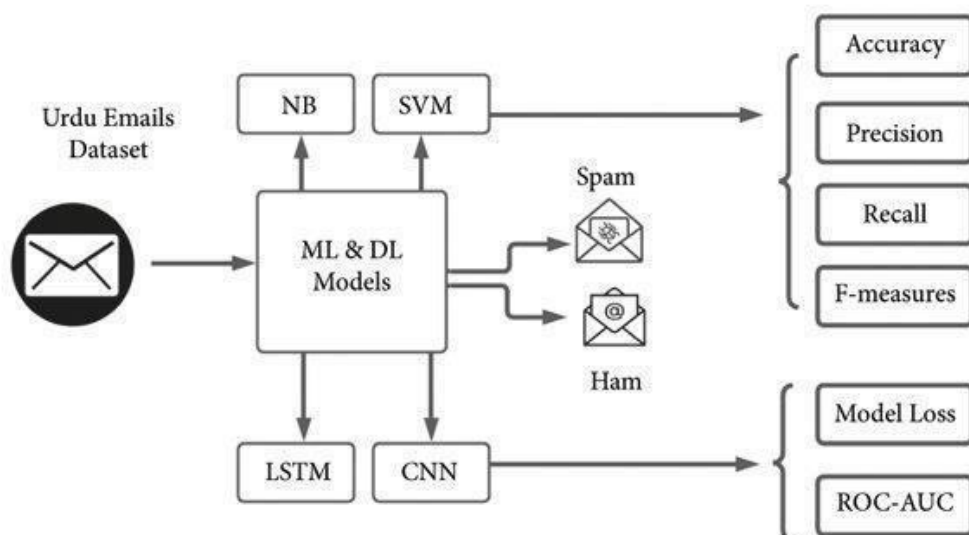 Urdu Emails
Dataset
NB
SVM
ML & DL
Models
LSTM
CNN
Spam
@
Ham
Accuracy
Precision
Recall
F-measures
Model Loss
ROC-AUC